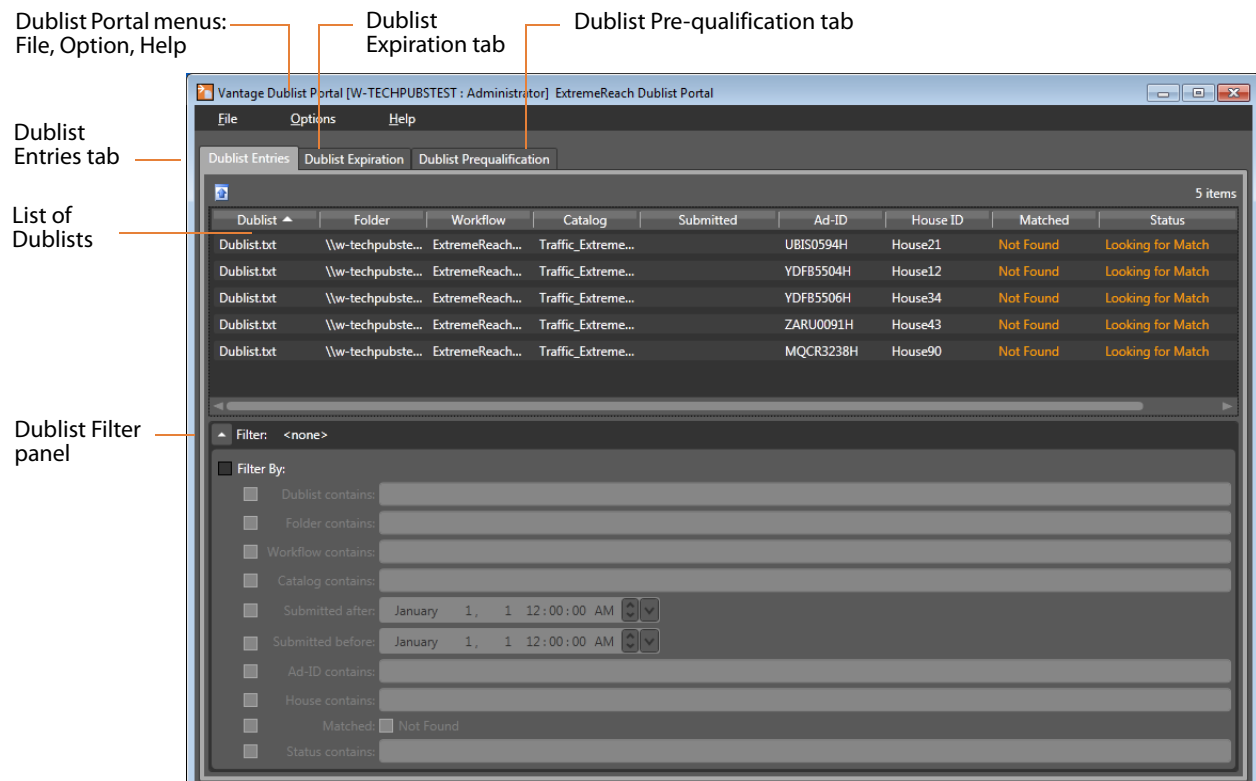 Dublist Portal menus:
File, Option, Help
Dublist
Expiration tab
Dublist Pre-qualification tab
Vantage Dublist Portal [W-TECHPUBSTEST : Administrator] ExtremeReach Dublist Portal
File Options Help
Dublist
Entries tab
Dublist Entries Dublist Expiration Dublist Prequalification
5 items
List of
Dublists
Dublist Folder Workflow Catalog Submitted Ad-ID House ID Matched Status
Dublist.txt \\w-techpubste... ExtremeReach... Traffic_Extreme... UBIS0594H House21 Not Found Looking for Match
Dublist.txt \\w-techpubste... ExtremeReach... Traffic_Extreme... YDFB5504H House12 Not Found Looking for Match
Dublist.txt \\w-techpubste... ExtremeReach... Traffic_Extreme... YDFB5506H House34 Not Found Looking for Match
Dublist.txt \\w-techpubste... ExtremeReach... Traffic_Extreme... ZARU0091H House43 Not Found Looking for Match
Dublist.txt \\w-techpubste... ExtremeReach... Traffic_Extreme... MQCR3238H House90 Not Found Looking for Match
Dublist Filter
panel
Filter: <none>
Filter By:
Dublist contains:
Folder contains:
Workflow contains:
Catalog contains:
Submitted after: January 1, 1 12:00:00 AM
Submitted before: January 1, 1 12:00:00 AM
Ad-ID contains:
House contains:
Matched: Not Found
Status contains: